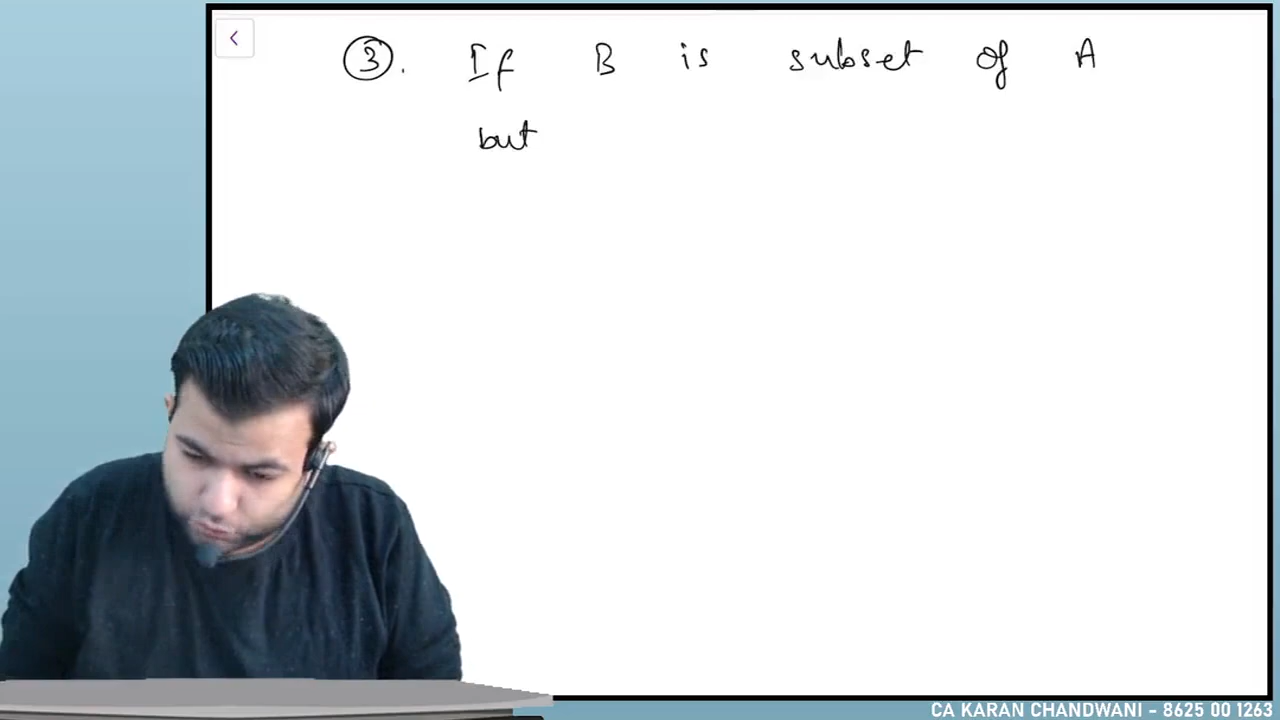 3. If B is subset of A
but
CA KARAN CHANDWANI - 8625 00 1263